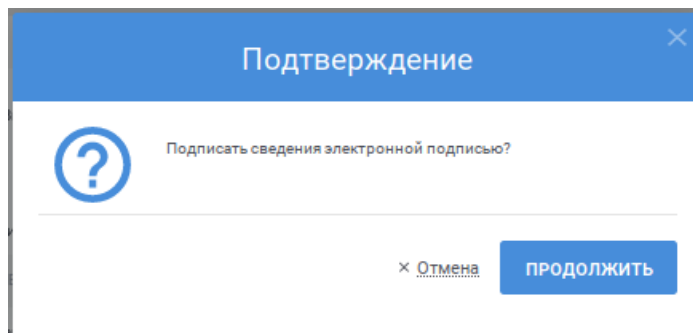 Подтверждение
Подписать сведения электронной подписью?
× Отмена
ПРОДОЛЖИТЬ